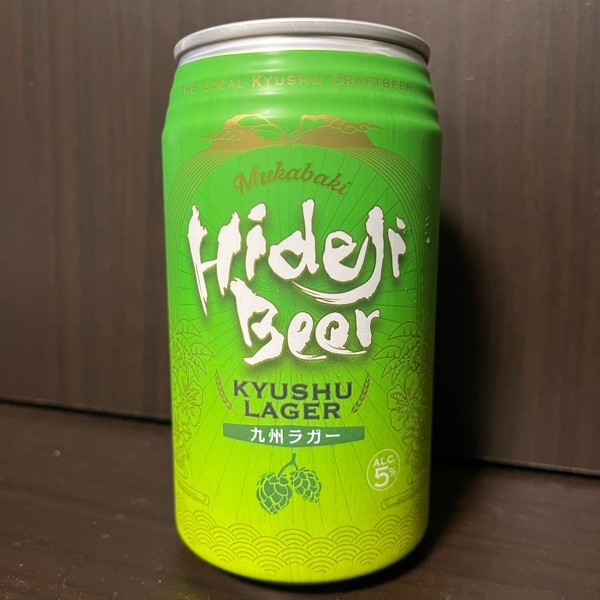 THE LOCAL KYUSHU CRAFTBEER
Mukabaki
Hideji
Beer
KYUSHU
LAGER
九州ラガー
ALC.
5%